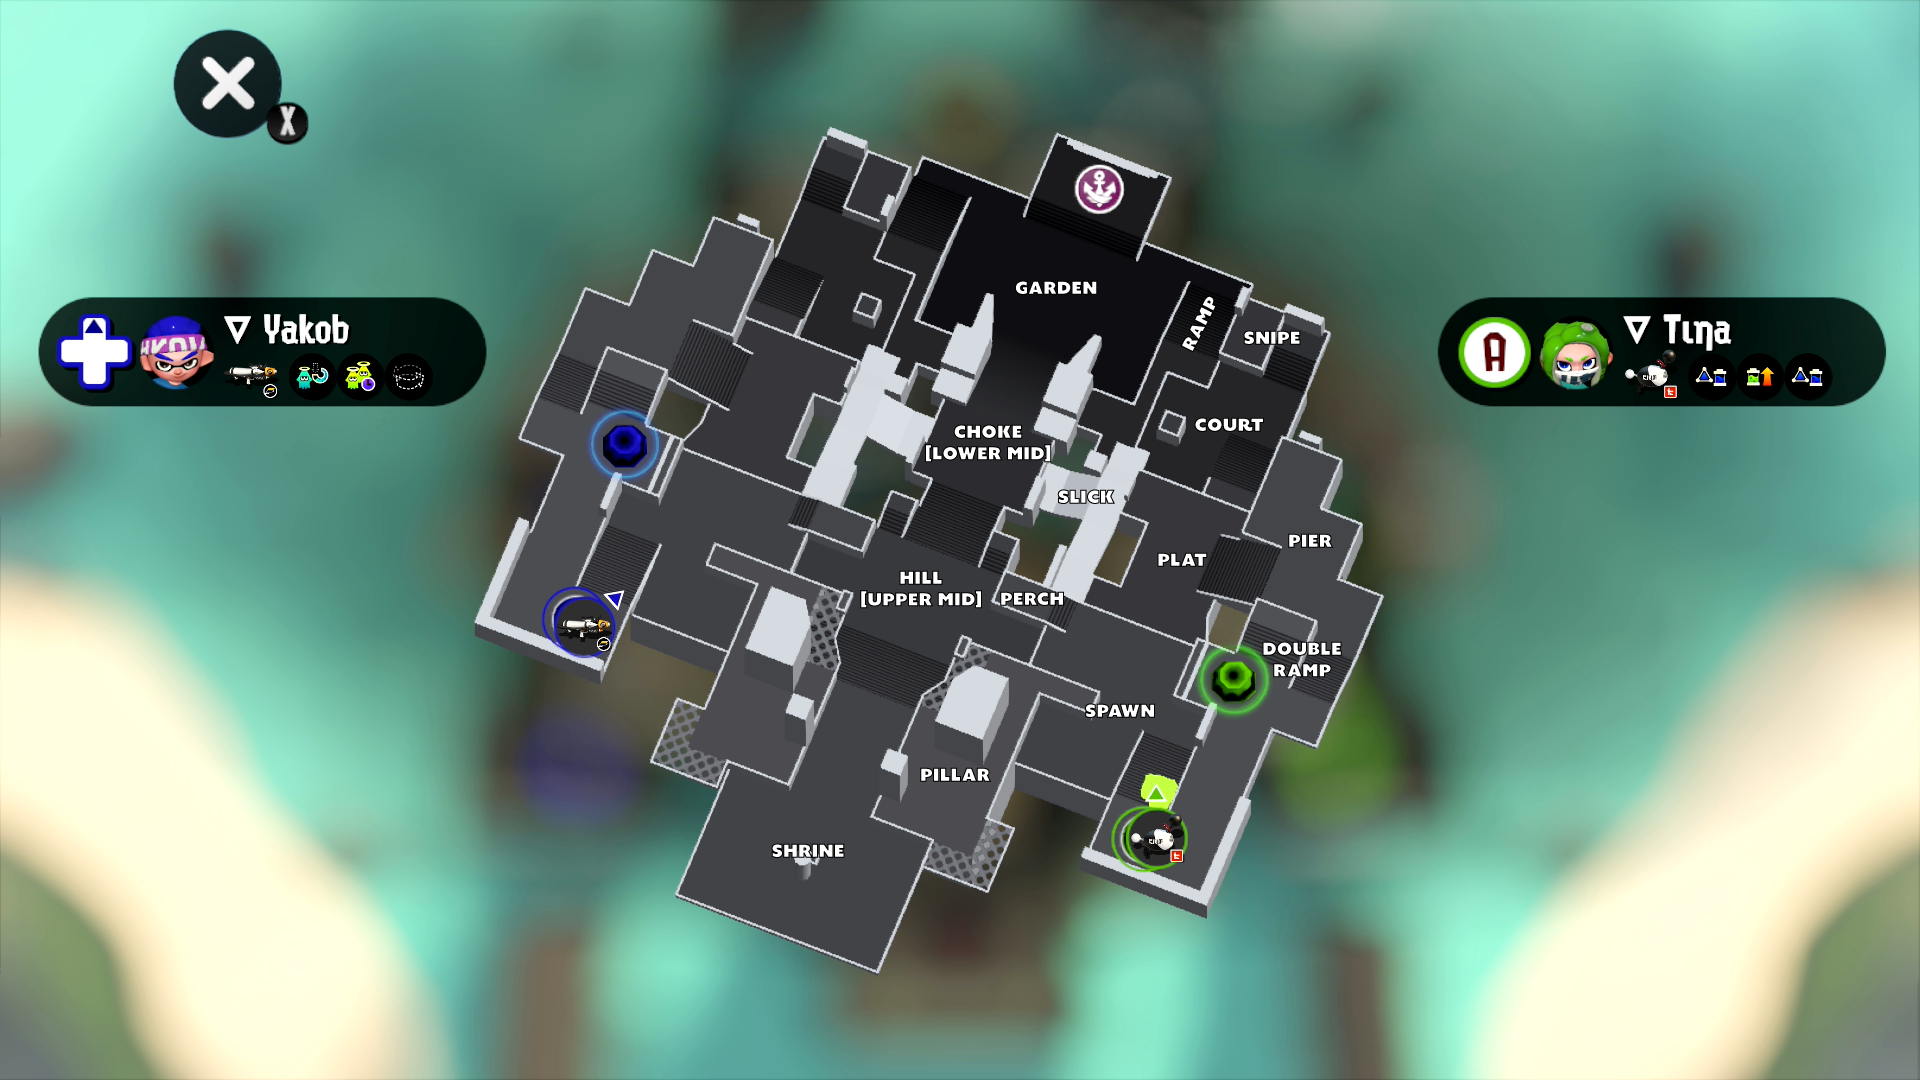 X
Yakob
A
Tina
GARDEN
RAMP
SNIPE
COURT
CHOKE
[LOWER MID]
SLICK
PIER
PLAT
HILL
[UPPER MID]
PERCH
DOUBLE
RAMP
SPAWN
PILLAR
SHRINE